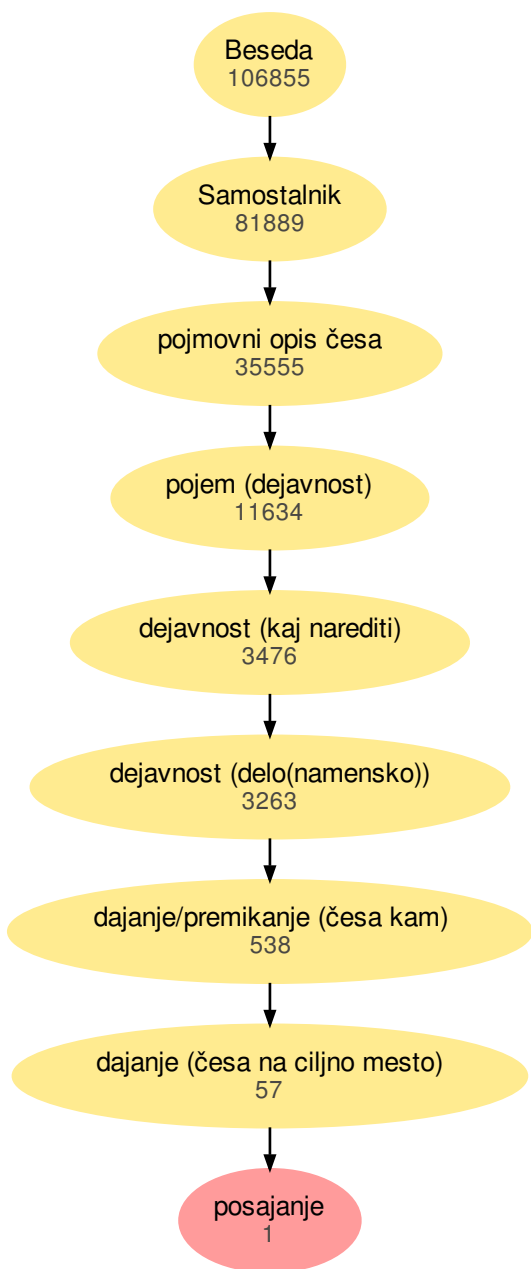 Beseda
106855
Samostalnik
81889
pojmovni opis česa
35555
pojem (dejavnost)
11634
dejavnost (kaj narediti)
3476
dejavnost (delo(namensko))
3263
dajanje/premikanje (česa kam)
538
dajanje (česa na ciljno mesto)
57
posajanje
1